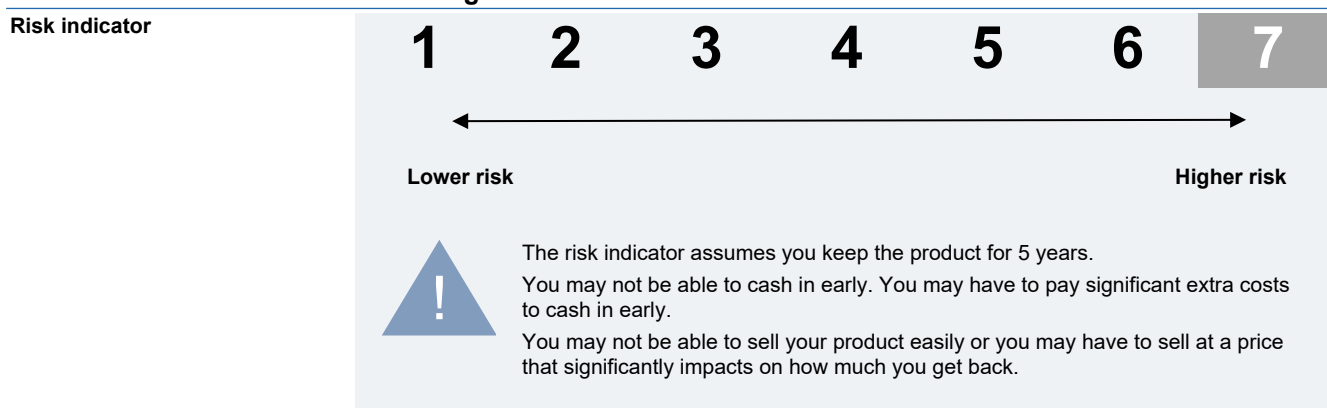 Risk indicator
1 2 3 4 5 6 7
Lower risk Higher risk
!
The risk indicator assumes you keep the product for 5 years.
You may not be able to cash in early. You may have to pay significant extra costs
to cash in early.
You may not be able to sell your product easily or you may have to sell at a price
that significantly impacts on how much you get back.